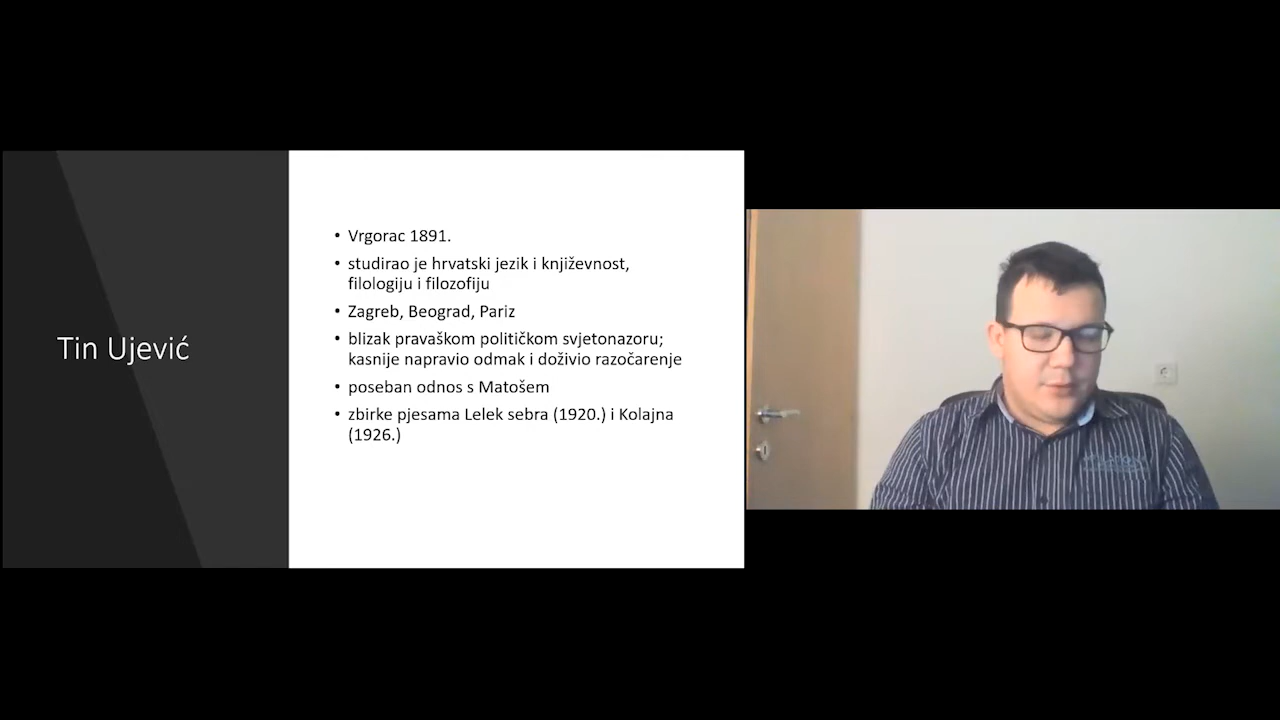 Tin Ujević
• Vrgorac 1891.
• studirao je hrvatski jezik i književnost,
filologiju i filozofiju
• Zagreb, Beograd, Pariz
• blizak pravaškom političkom svjetonazoru;
kasnije napravio odmak i doživio razočarenje
• poseban odnos s Matošem
• zbirke pjesama Lelek sebra (1920.) i Kolajna
(1926.)